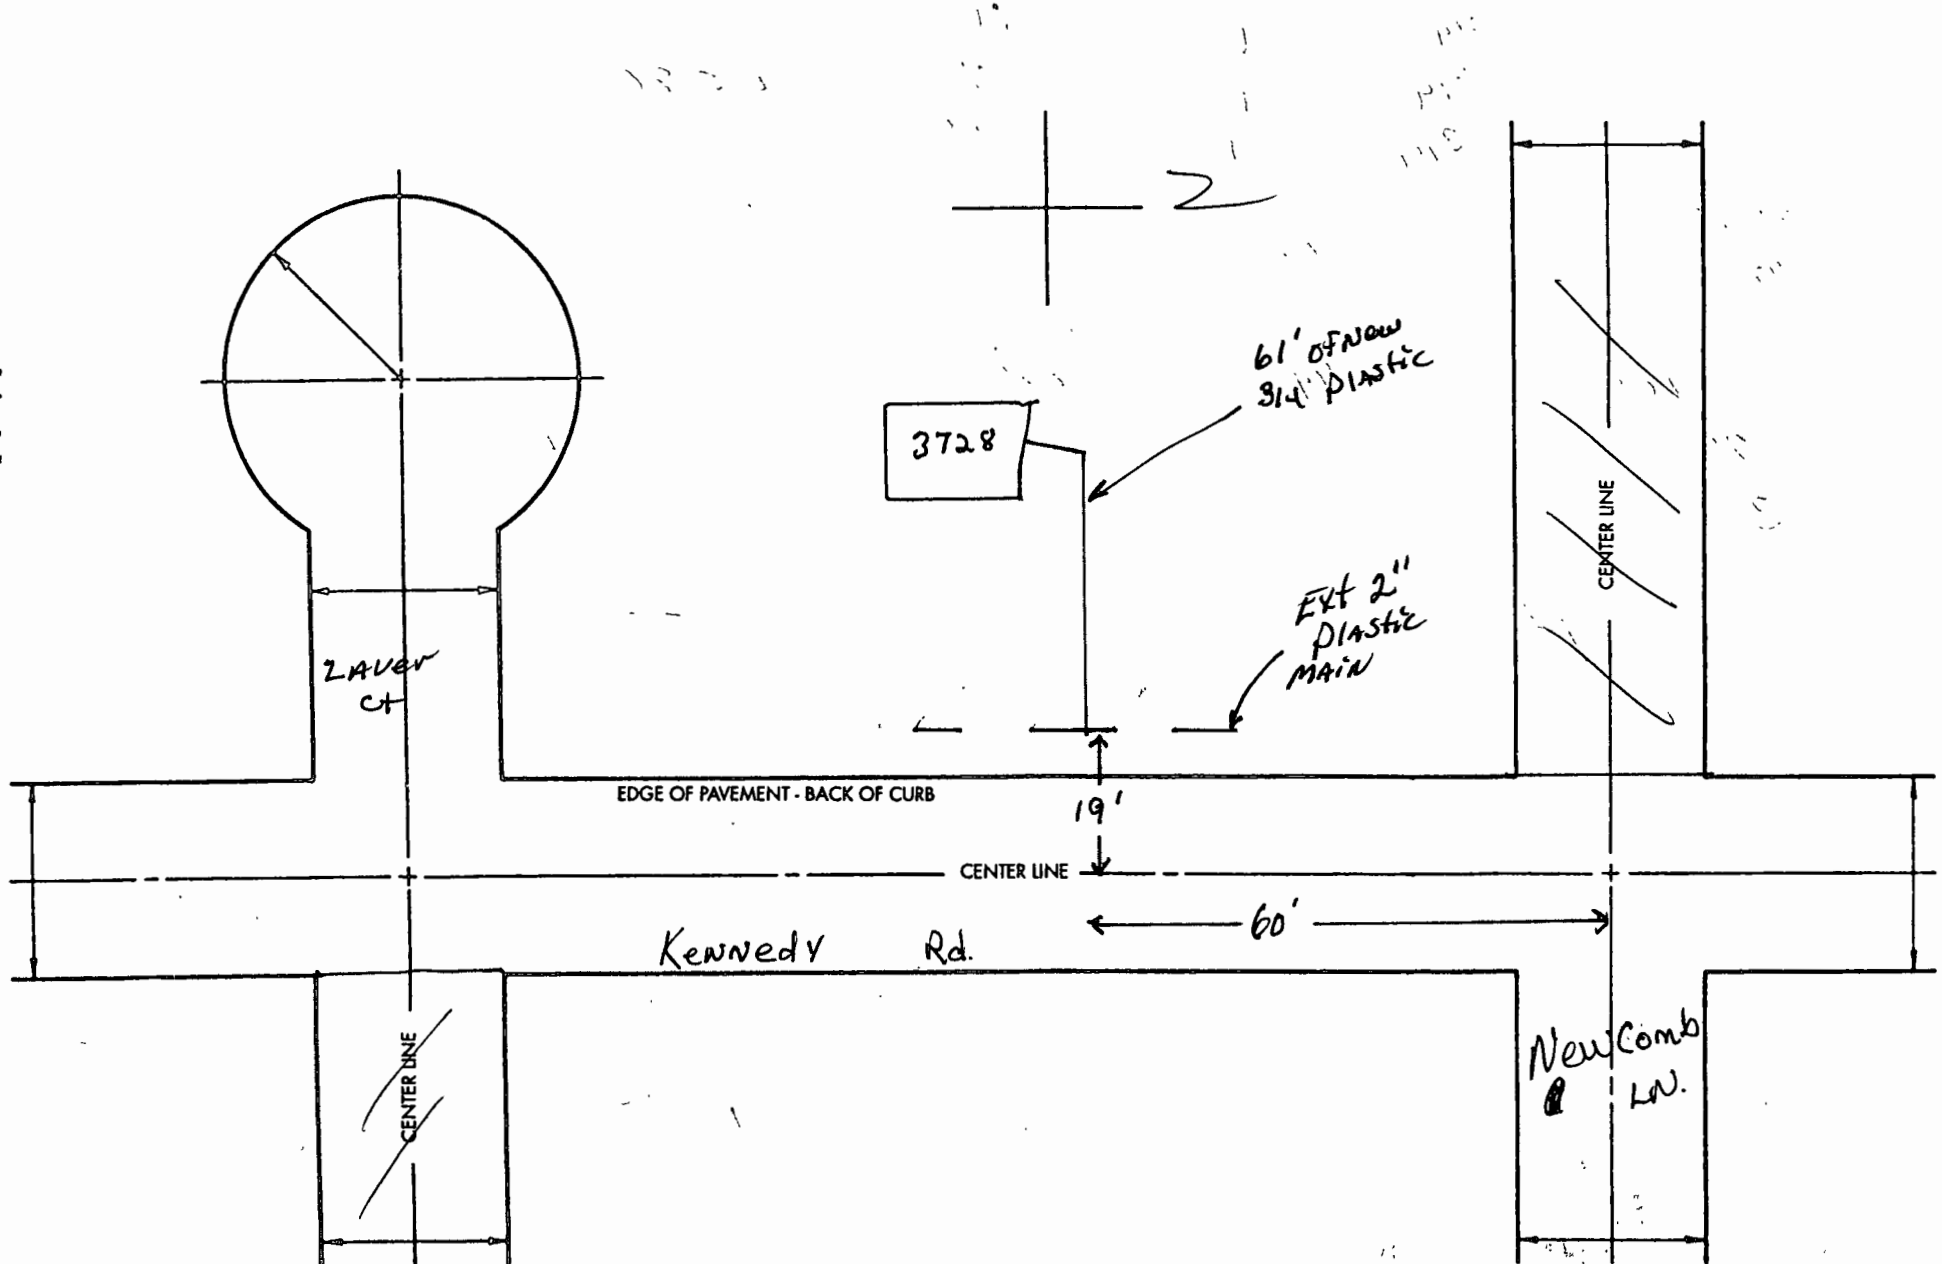 N
61' of New
3/4 Plastic
3728
Ext 2"
Plastic
MAIN
CENTER LINE
Ct
EDGE OF PAVEMENT - BACK OF CURB
19'
CENTER LINE
60'
Kennedy Rd.
CENTER LINE
NewComb
LN.